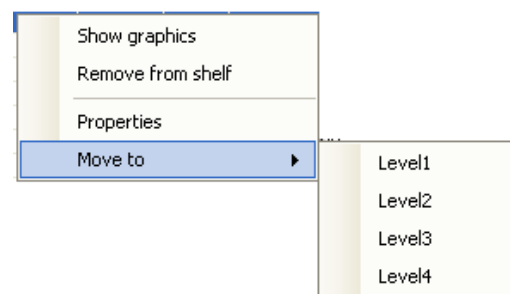 Show graphics
Remove from shelf
Properties
Move to
Level1
Level2
Level3
Level4